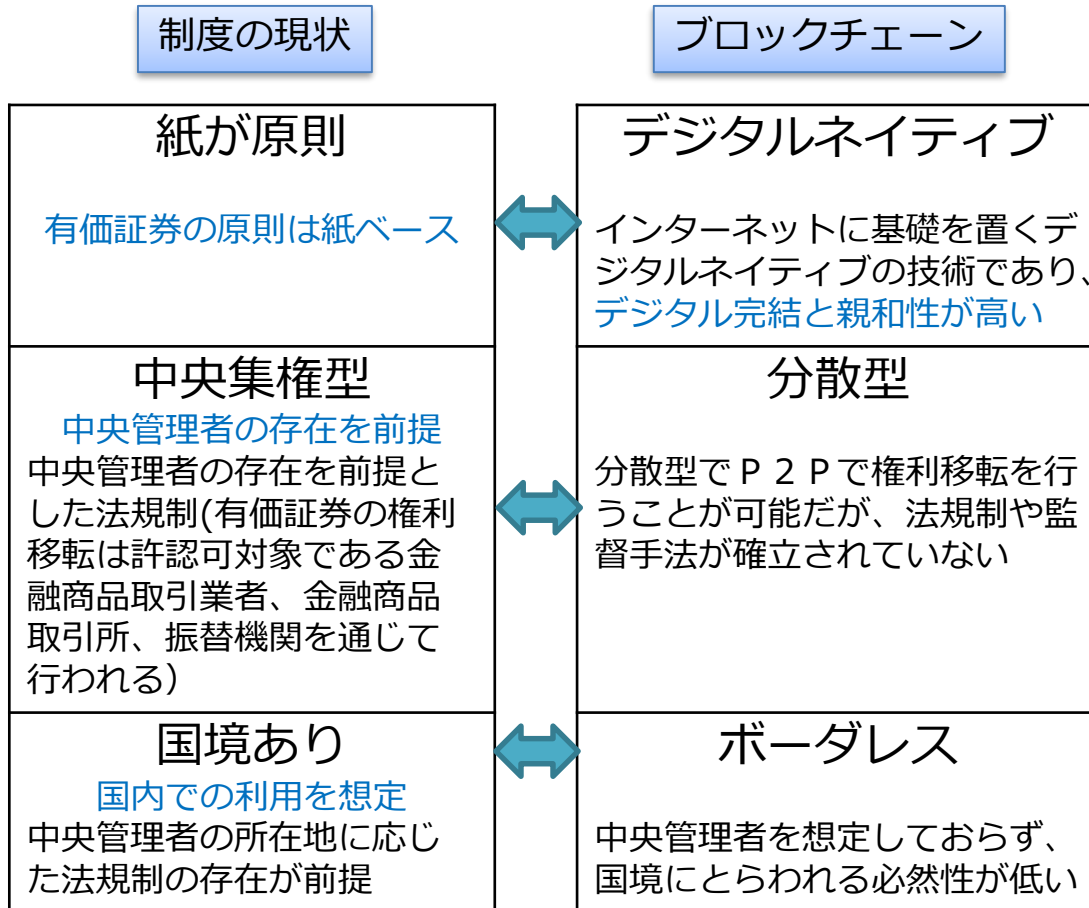 制度の現状
ブロックチェーン
紙が原則
有価証券の原則は紙ベース
デジタルネイティブ
インターネットに基礎を置くデ
ジタルネイティブの技術であり、
デジタル完結と親和性が高い
中央集権型
中央管理者の存在を前提
中央管理者の存在を前提と
した法規制(有価証券の権利
移転は許認可対象である金
融商品取引業者、金融商品
取引所、振替機関を通じて
行われる）
分散型
分散型でＰ２Ｐで権利移転を行
うことが可能だが、法規制や監
督手法が確立されていない
国境あり
国内での利用を想定
中央管理者の所在地に応じ
た法規制の存在が前提
ボーダレス
中央管理者を想定しておらず、
国境にとらわれる必然性が低い